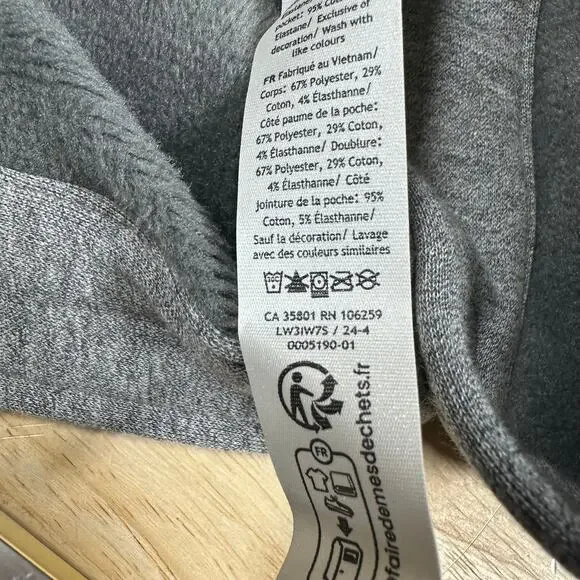 pocket: 95% Cotton
Elastane/ Exclusive of
decoration/ Wash with
like colours
FR Fabriqué au Vietnam/
Corps: 67% Polyester, 29%
Coton, 4% Élasthanne/
Côté paume de la poche:
67% Polyester, 29% Coton,
4% Élasthanne/ Doublure:
67% Polyester, 29% Coton,
4% Élasthanne/ Côté
jointure de la poche: 95%
Coton, 5% Élasthanne/
Sauf la décoration/ Lavage
avec des couleurs similaires
30C
CA 35801 RN 106259
LW3IW7S / 24-4
0005190-01
FR
quefairedemesdechets.fr